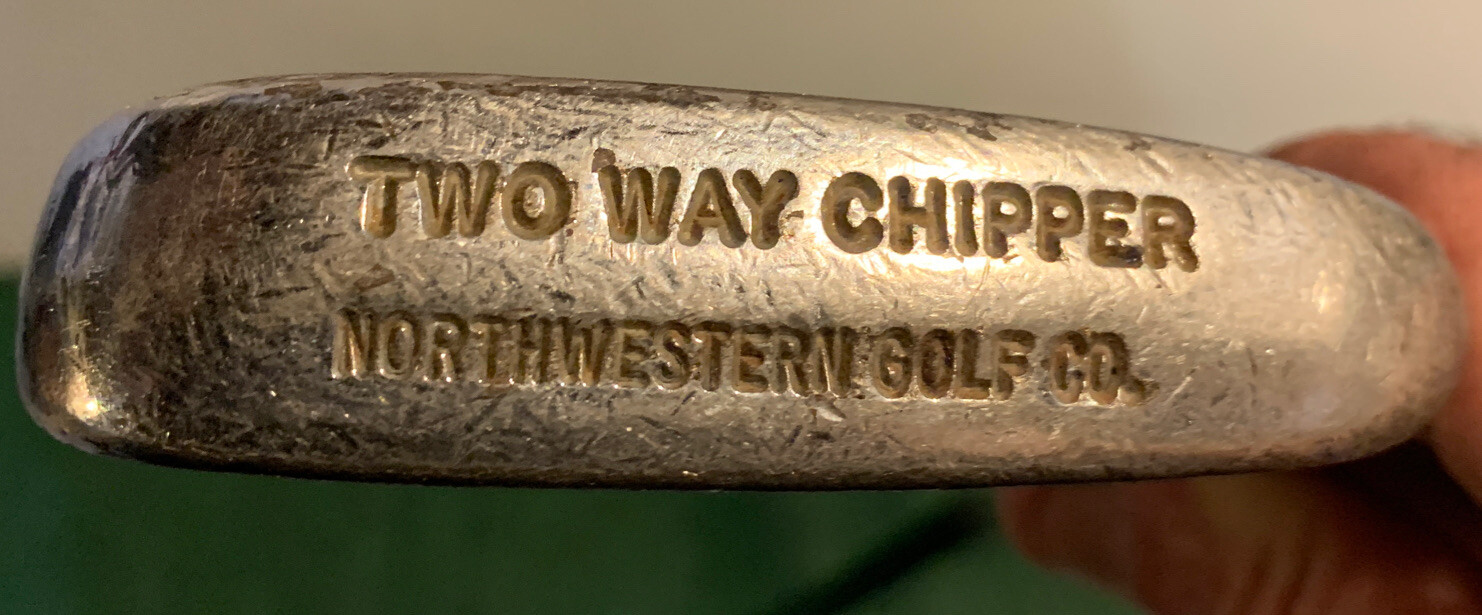 TWO WAY CHIPPER
NORTHWESTERN GOLF CO.